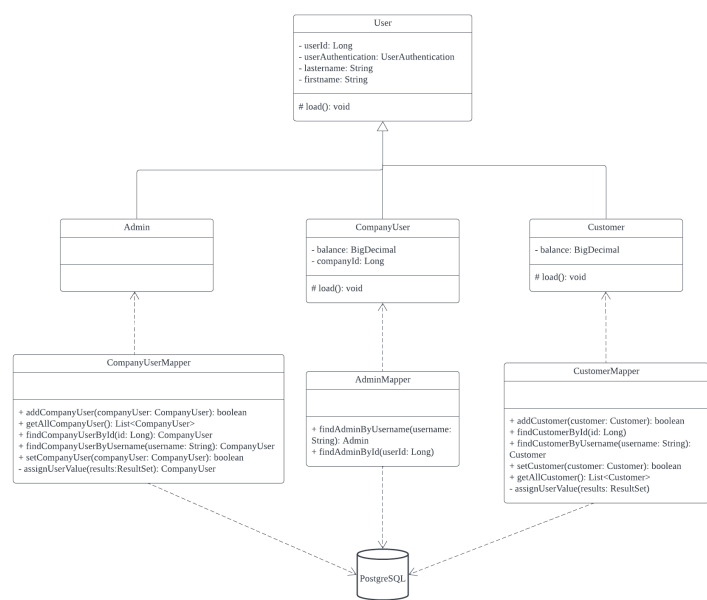 User
- userId: Long
- userAuthentication: UserAuthentication
- lastername: String
- firstname: String
# load(): void
Admin
CompanyUser
- balance: BigDecimal
- companyId: Long
# load(): void
Customer
- balance: BigDecimal
# load(): void
CompanyUserMapper
+ addCompanyUser(companyUser: CompanyUser): boolean
+ getAllCompanyUser(): List<CompanyUser>
+ findCompanyUserById(id: Long): CompanyUser
+ findCompanyUserByUsername(username: String): CompanyUser
+ setCompanyUser(companyUser: CompanyUser): boolean
- assignUserValue(results:ResultSet): CompanyUser
AdminMapper
+ findAdminByUsername(username:
String): Admin
+ findAdminById(userId: Long)
CustomerMapper
+ addCustomer(customer: Customer): boolean
+ findCustomerById(id: Long)
+ findCustomerByUsername(username: String):
Customer
+ setCustomer(customer: Customer): boolean
+ getAllCustomer(): List<Customer>
- assignUserValue(results: ResultSet)
PostgreSQL